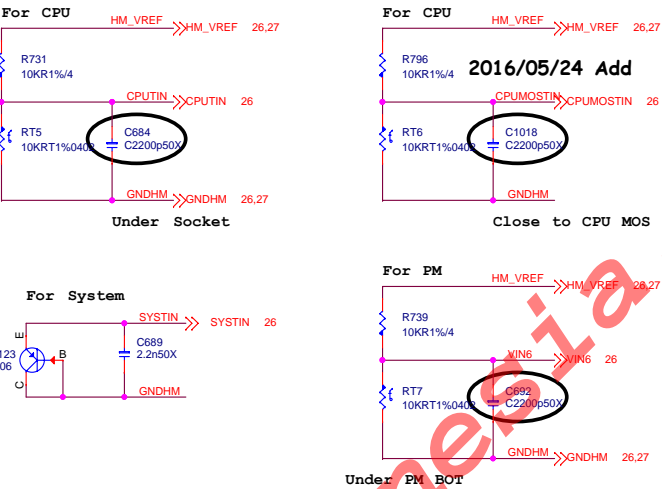 For CPU
HM_VREF
HM_VREF 26,27
R731
10KR1%/4
CPUTIN
CPUTIN 26
RT5
10KRT1%0402
C684
C2200p50X
GNDHM
GNDHM 26,27
Under Socket
For CPU
HM_VREF
HM_VREF 26,27
R796
10KR1%/4
2016/05/24 Add
CPUMOSTIN
CPUMOSTIN 26
RT6
10KRT1%0402
C1018
C2200p50X
GNDHM
Close to CPU MOS
For System
SYSTIN
SYSTIN 26
E
B
C
123
06
C689
2.2n50X
GNDHM
For PM
HM_VREF
HM_VREF 26,27
R739
10KR1%/4
VIN6
VIN6 26
RT7
10KRT1%0402
C692
C2200p50X
GNDHM
GNDHM 26,27
Under PM BOT
nesia